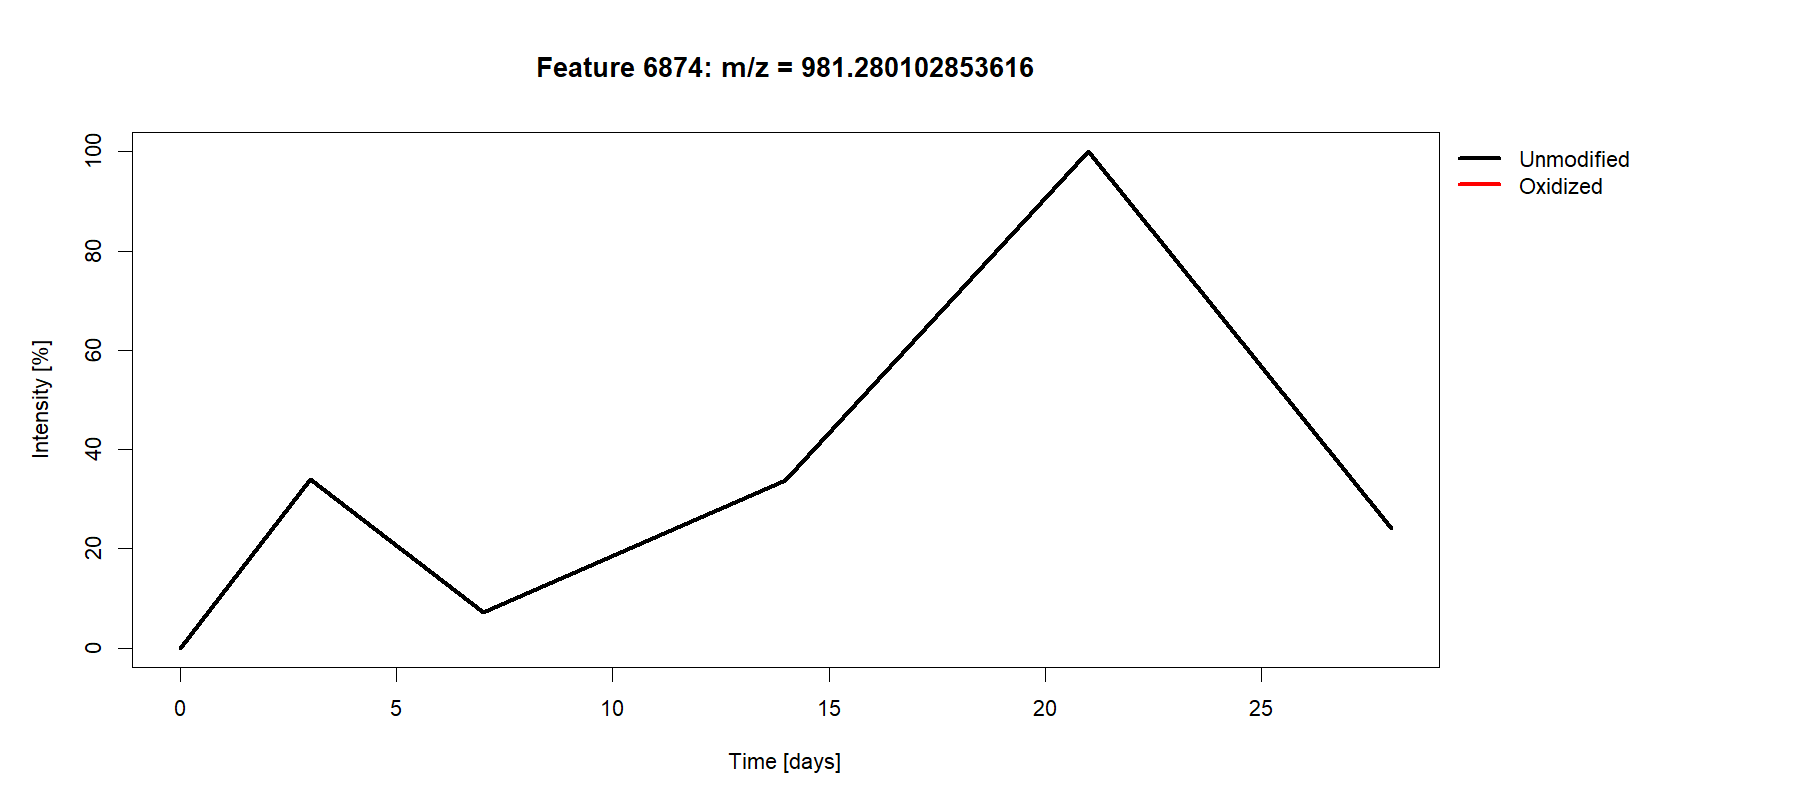 Feature 6874: m/z = 981.280102853616
Unmodified
Oxidized
Intensity [%]
100
80
60
40
20
0
0 5 10 15 20 25
Time [days]